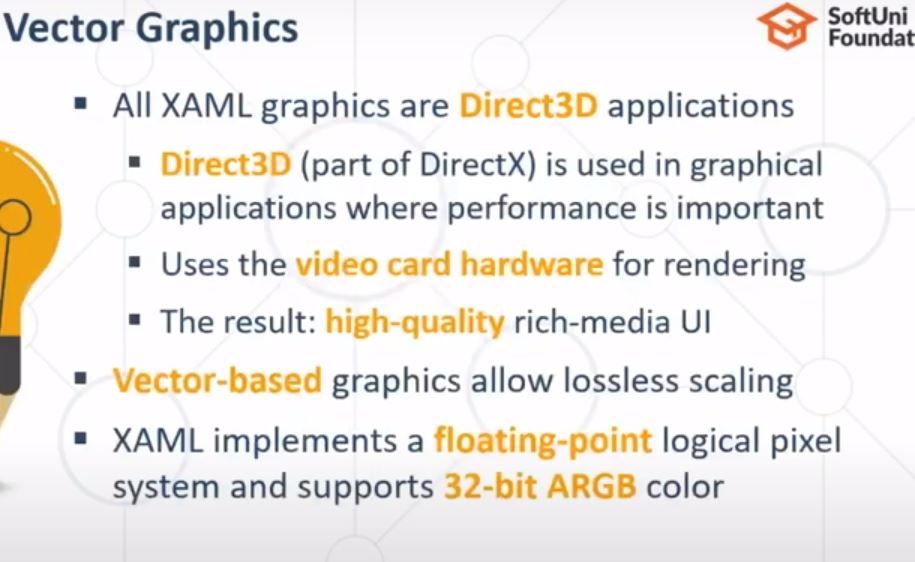 Vector Graphics
SoftUni
Foundat
▪ All XAML graphics are Direct3D applications
▪ Direct3D (part of DirectX) is used in graphical
applications where performance is important
▪ Uses the video card hardware for rendering
▪ The result: high-quality rich-media UI
▪ Vector-based graphics allow lossless scaling
▪ XAML implements a floating-point logical pixel
system and supports 32-bit ARGB color